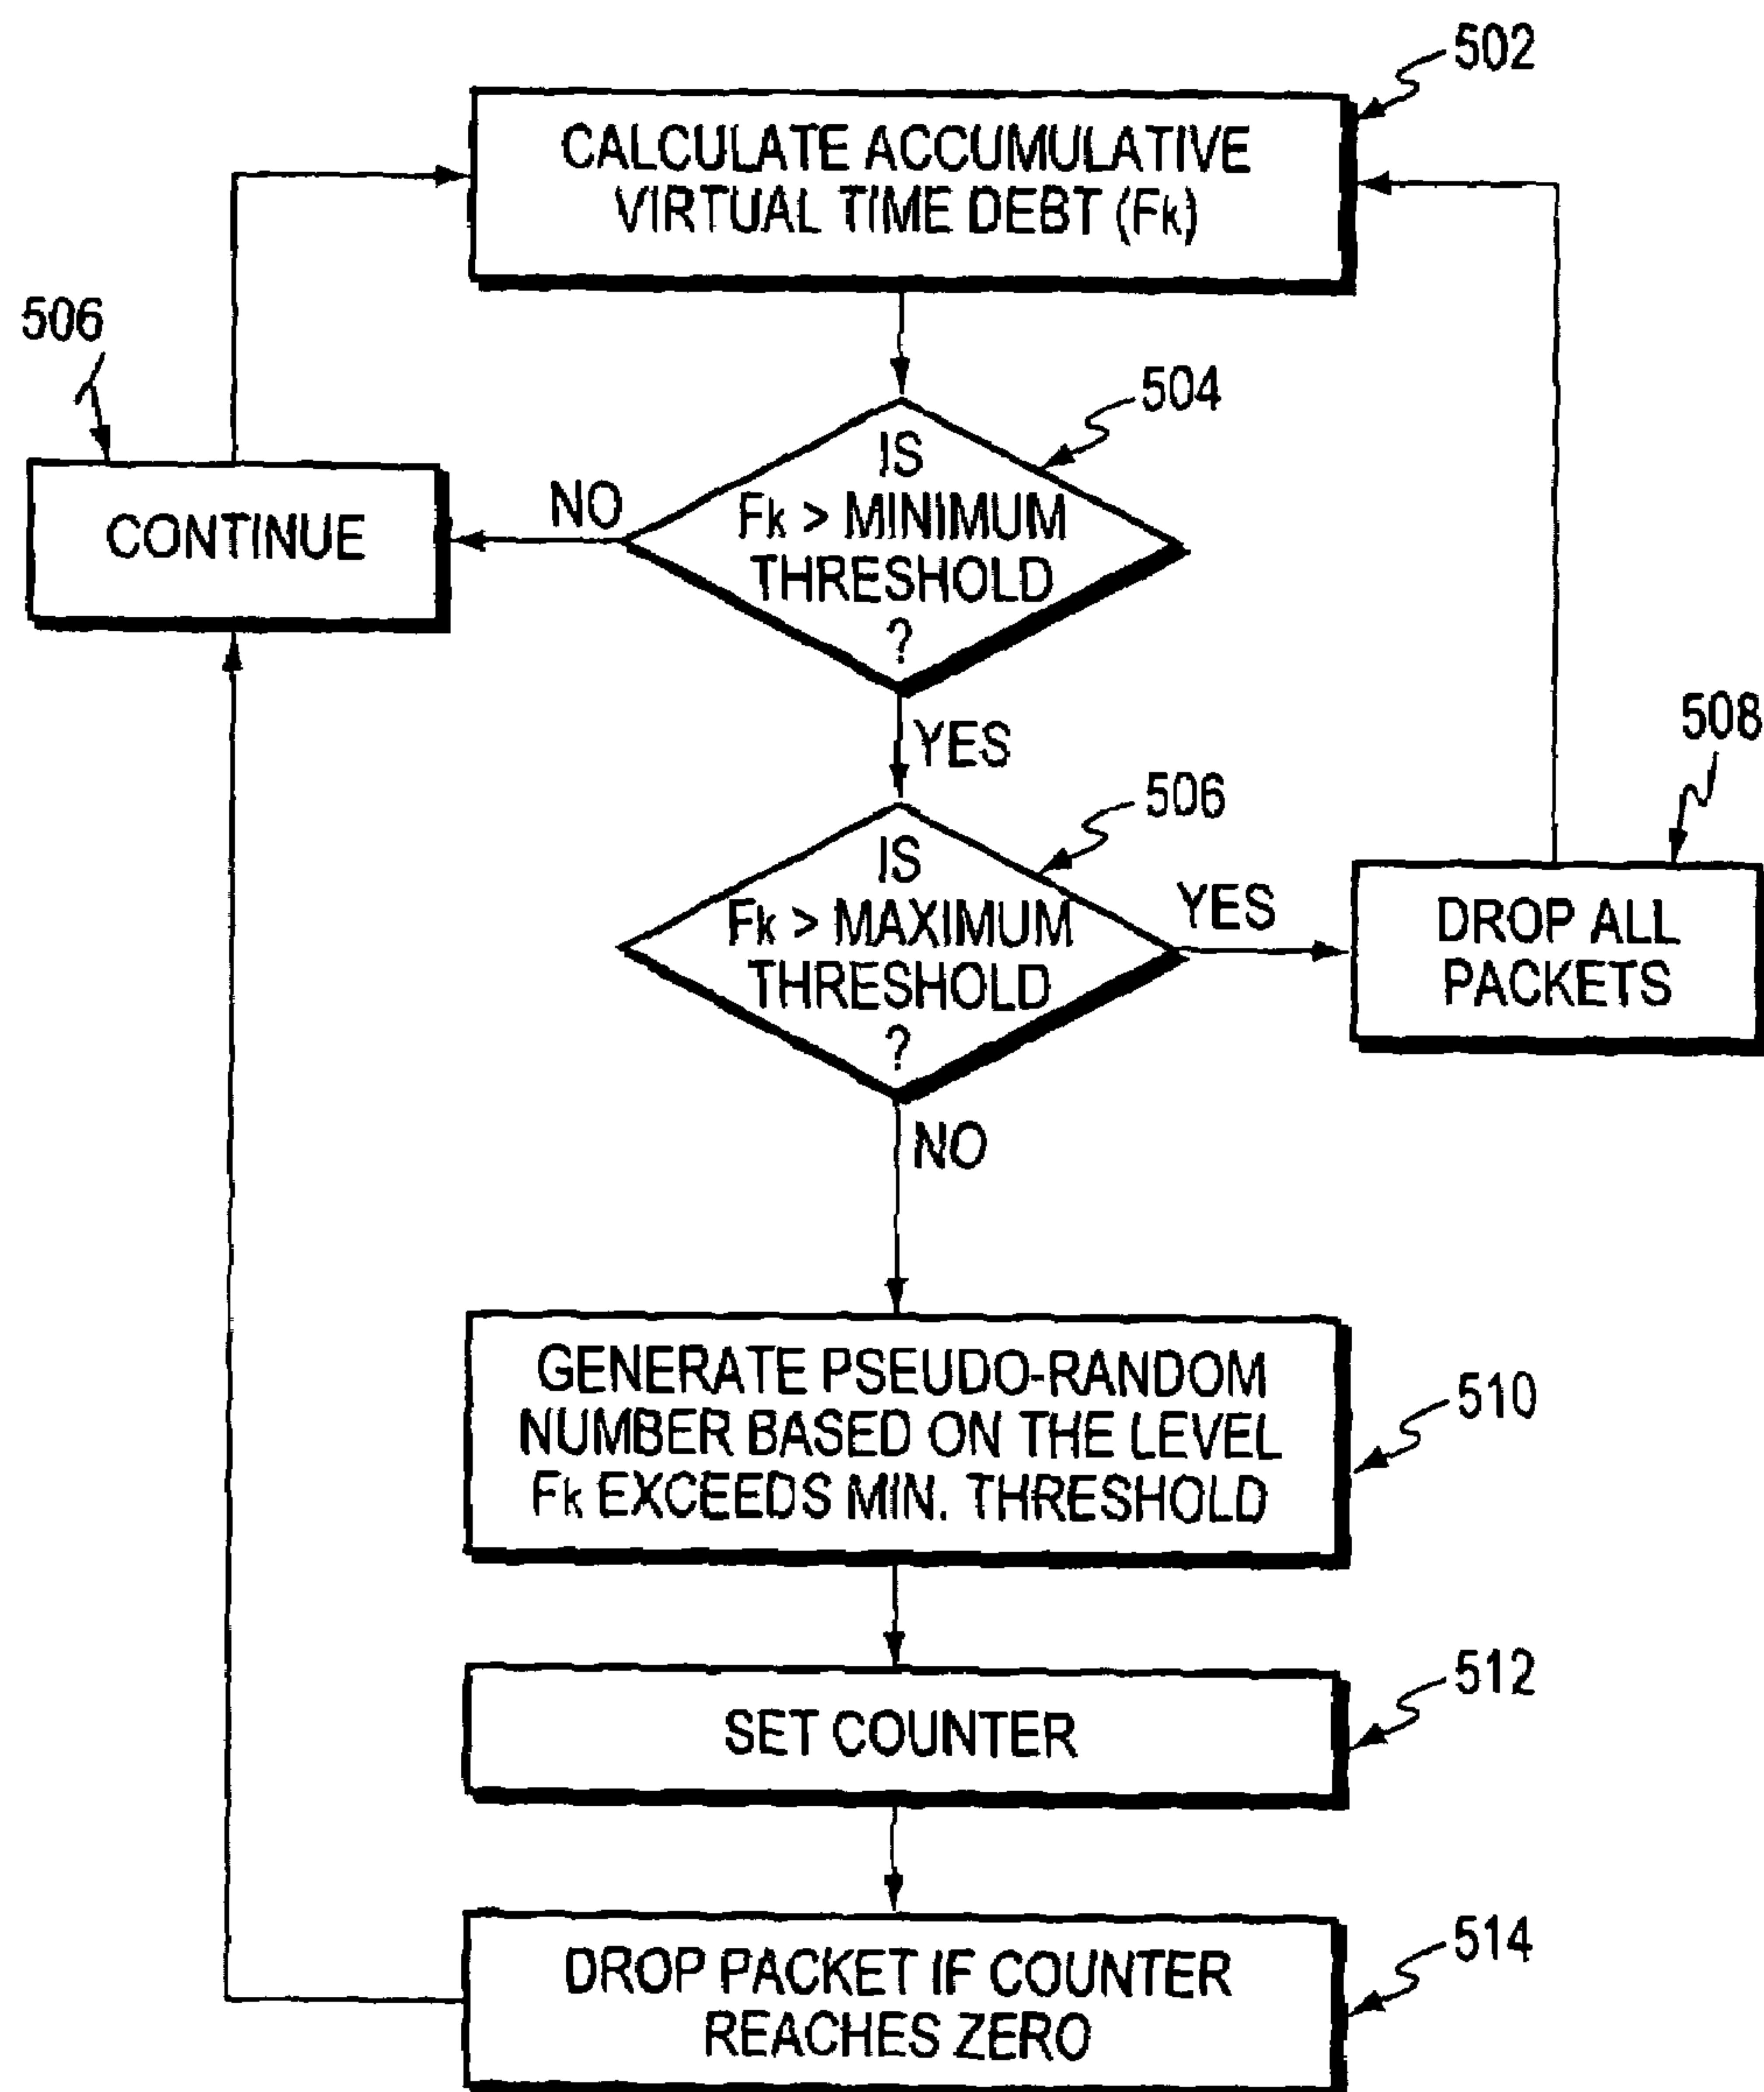 502
CALCULATE ACCUMULATIVE
VIRTUAL TIME DEBT (Fk)
506
504
IS
Fk > MINIMUM
THRESHOLD
?
NO
CONTINUE
YES
508
506
IS
Fk > MAXIMUM
THRESHOLD
?
YES
DROP ALL
PACKETS
NO
GENERATE PSEUDO-RANDOM
NUMBER BASED ON THE LEVEL
Fk EXCEEDS MIN. THRESHOLD
510
SET COUNTER
512
DROP PACKET IF COUNTER
REACHES ZERO
514